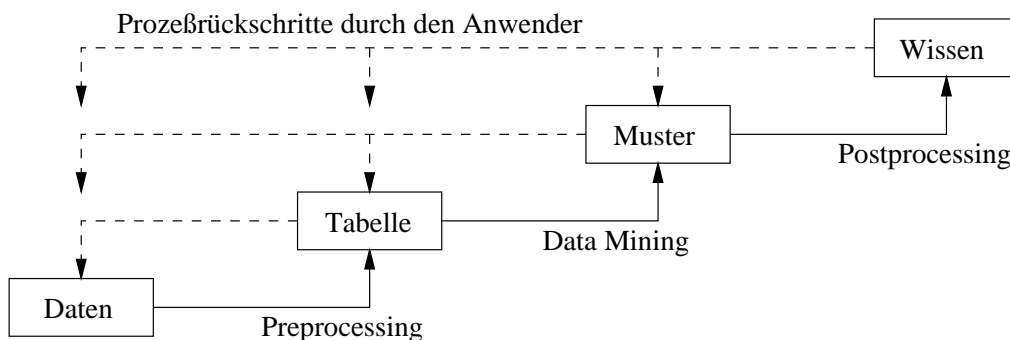 Prozeßrückschritte durch den Anwender
Wissen
Muster
Postprocessing
Tabelle
Data Mining
Daten
Preprocessing